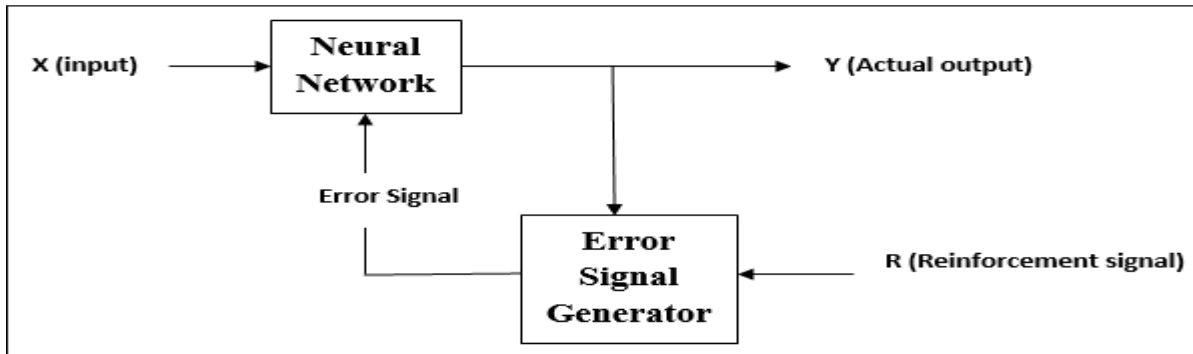 X (input)
Neural
Network
Y (Actual output)
Error Signal
Error
Signal
Generator
R (Reinforcement signal)